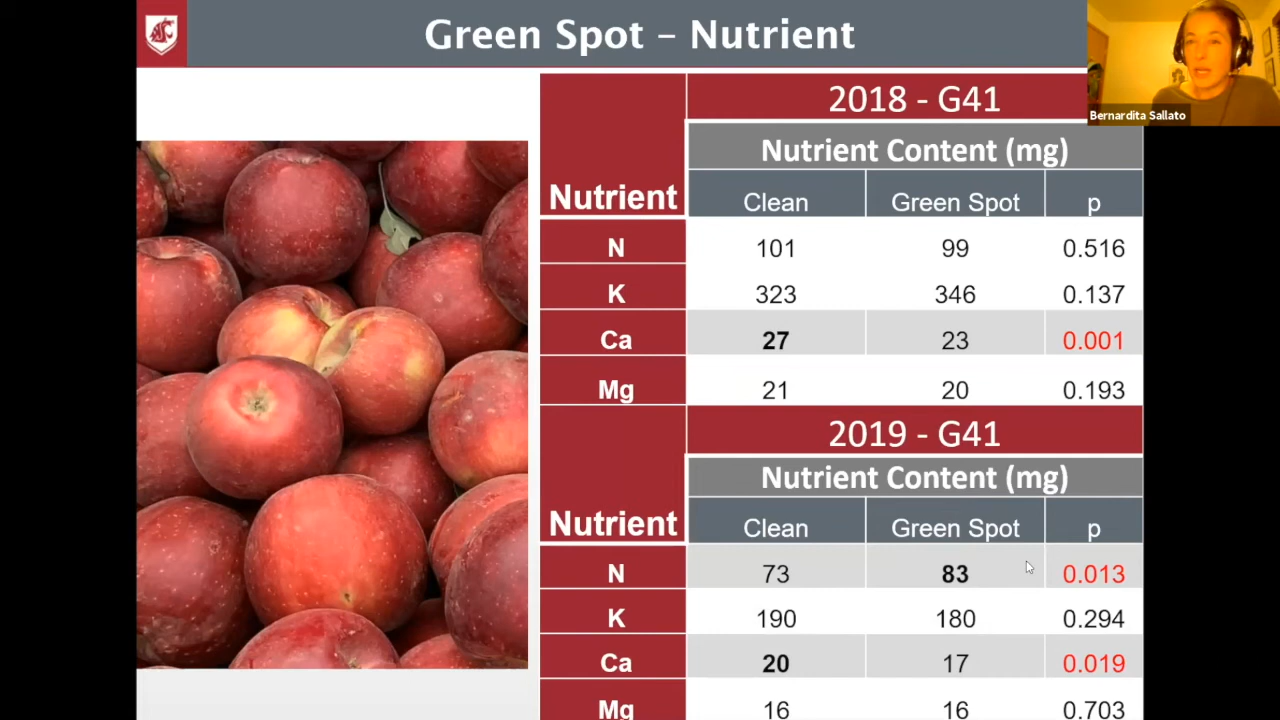 Green Spot – Nutrient
Bernardita Sallato
2018 - G41
Nutrient Content (mg)
Nutrient Clean Green Spot p
N 101 99 0.516
K 323 346 0.137
Ca 27 23 0.001
Mg 21 20 0.193
2019 - G41
Nutrient Content (mg)
Nutrient Clean Green Spot p
N 73 83 0.013
K 190 180 0.294
Ca 20 17 0.019
Mg 16 16 0.703